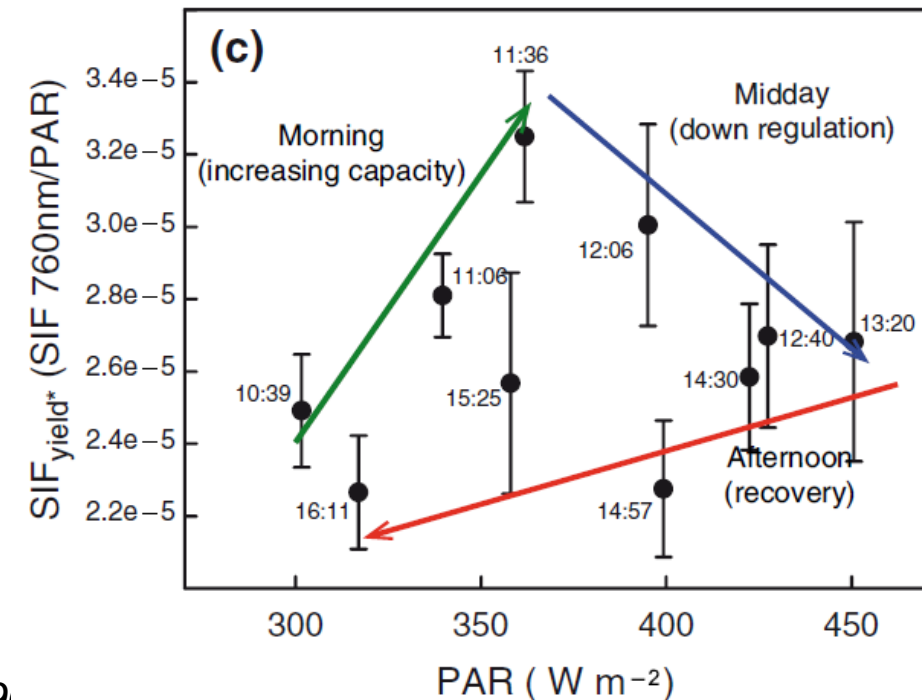 (c)
11:36
Morning
(increasing capacity)
Midday
(down regulation)
3.4e−5
3.2e−5
3.0e−5
2.8e−5
2.6e−5
2.4e−5
2.2e−5
SIFyield* (SIF 760nm/PAR)
12:06
11:06
13:20
12:40
14:30
10:39
15:25
Afternoon
(recovery)
16:11
14:57
300
350
400
450
PAR ( W m⁻²)